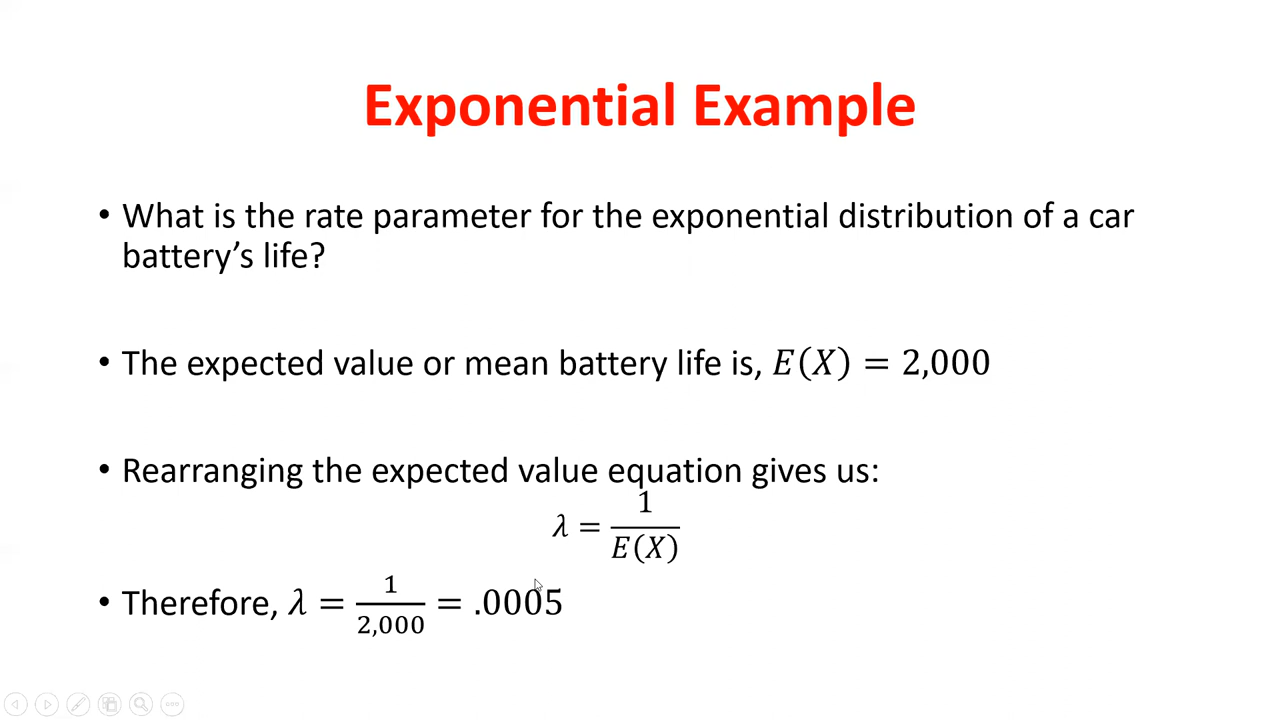 Exponential Example
• What is the rate parameter for the exponential distribution of a car
battery’s life?
• The expected value or mean battery life is, E(X) = 2,000
• Rearranging the expected value equation gives us:
λ = 1/E(X)
• Therefore, λ = 1/2,000 = .0005